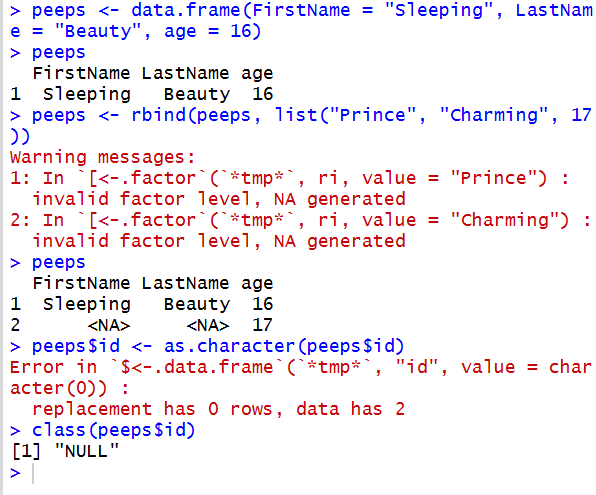 > peeps <- data.frame(FirstName = "Sleeping", LastNam
e = "Beauty", age = 16)
> peeps
  FirstName LastName age
1  Sleeping   Beauty  16
> peeps <- rbind(peeps, list("Prince", "Charming", 17
))
Warning messages:
1: In `[<-.factor`(`*tmp*`, ri, value = "Prince") :
  invalid factor level, NA generated
2: In `[<-.factor`(`*tmp*`, ri, value = "Charming") :
  invalid factor level, NA generated
> peeps
  FirstName LastName age
1  Sleeping   Beauty  16
2      <NA>     <NA>  17
> peeps$id <- as.character(peeps$id)
Error in `$<-.data.frame`(`*tmp*`, "id", value = char
acter(0)) :
  replacement has 0 rows, data has 2
> class(peeps$id)
[1] "NULL"
>